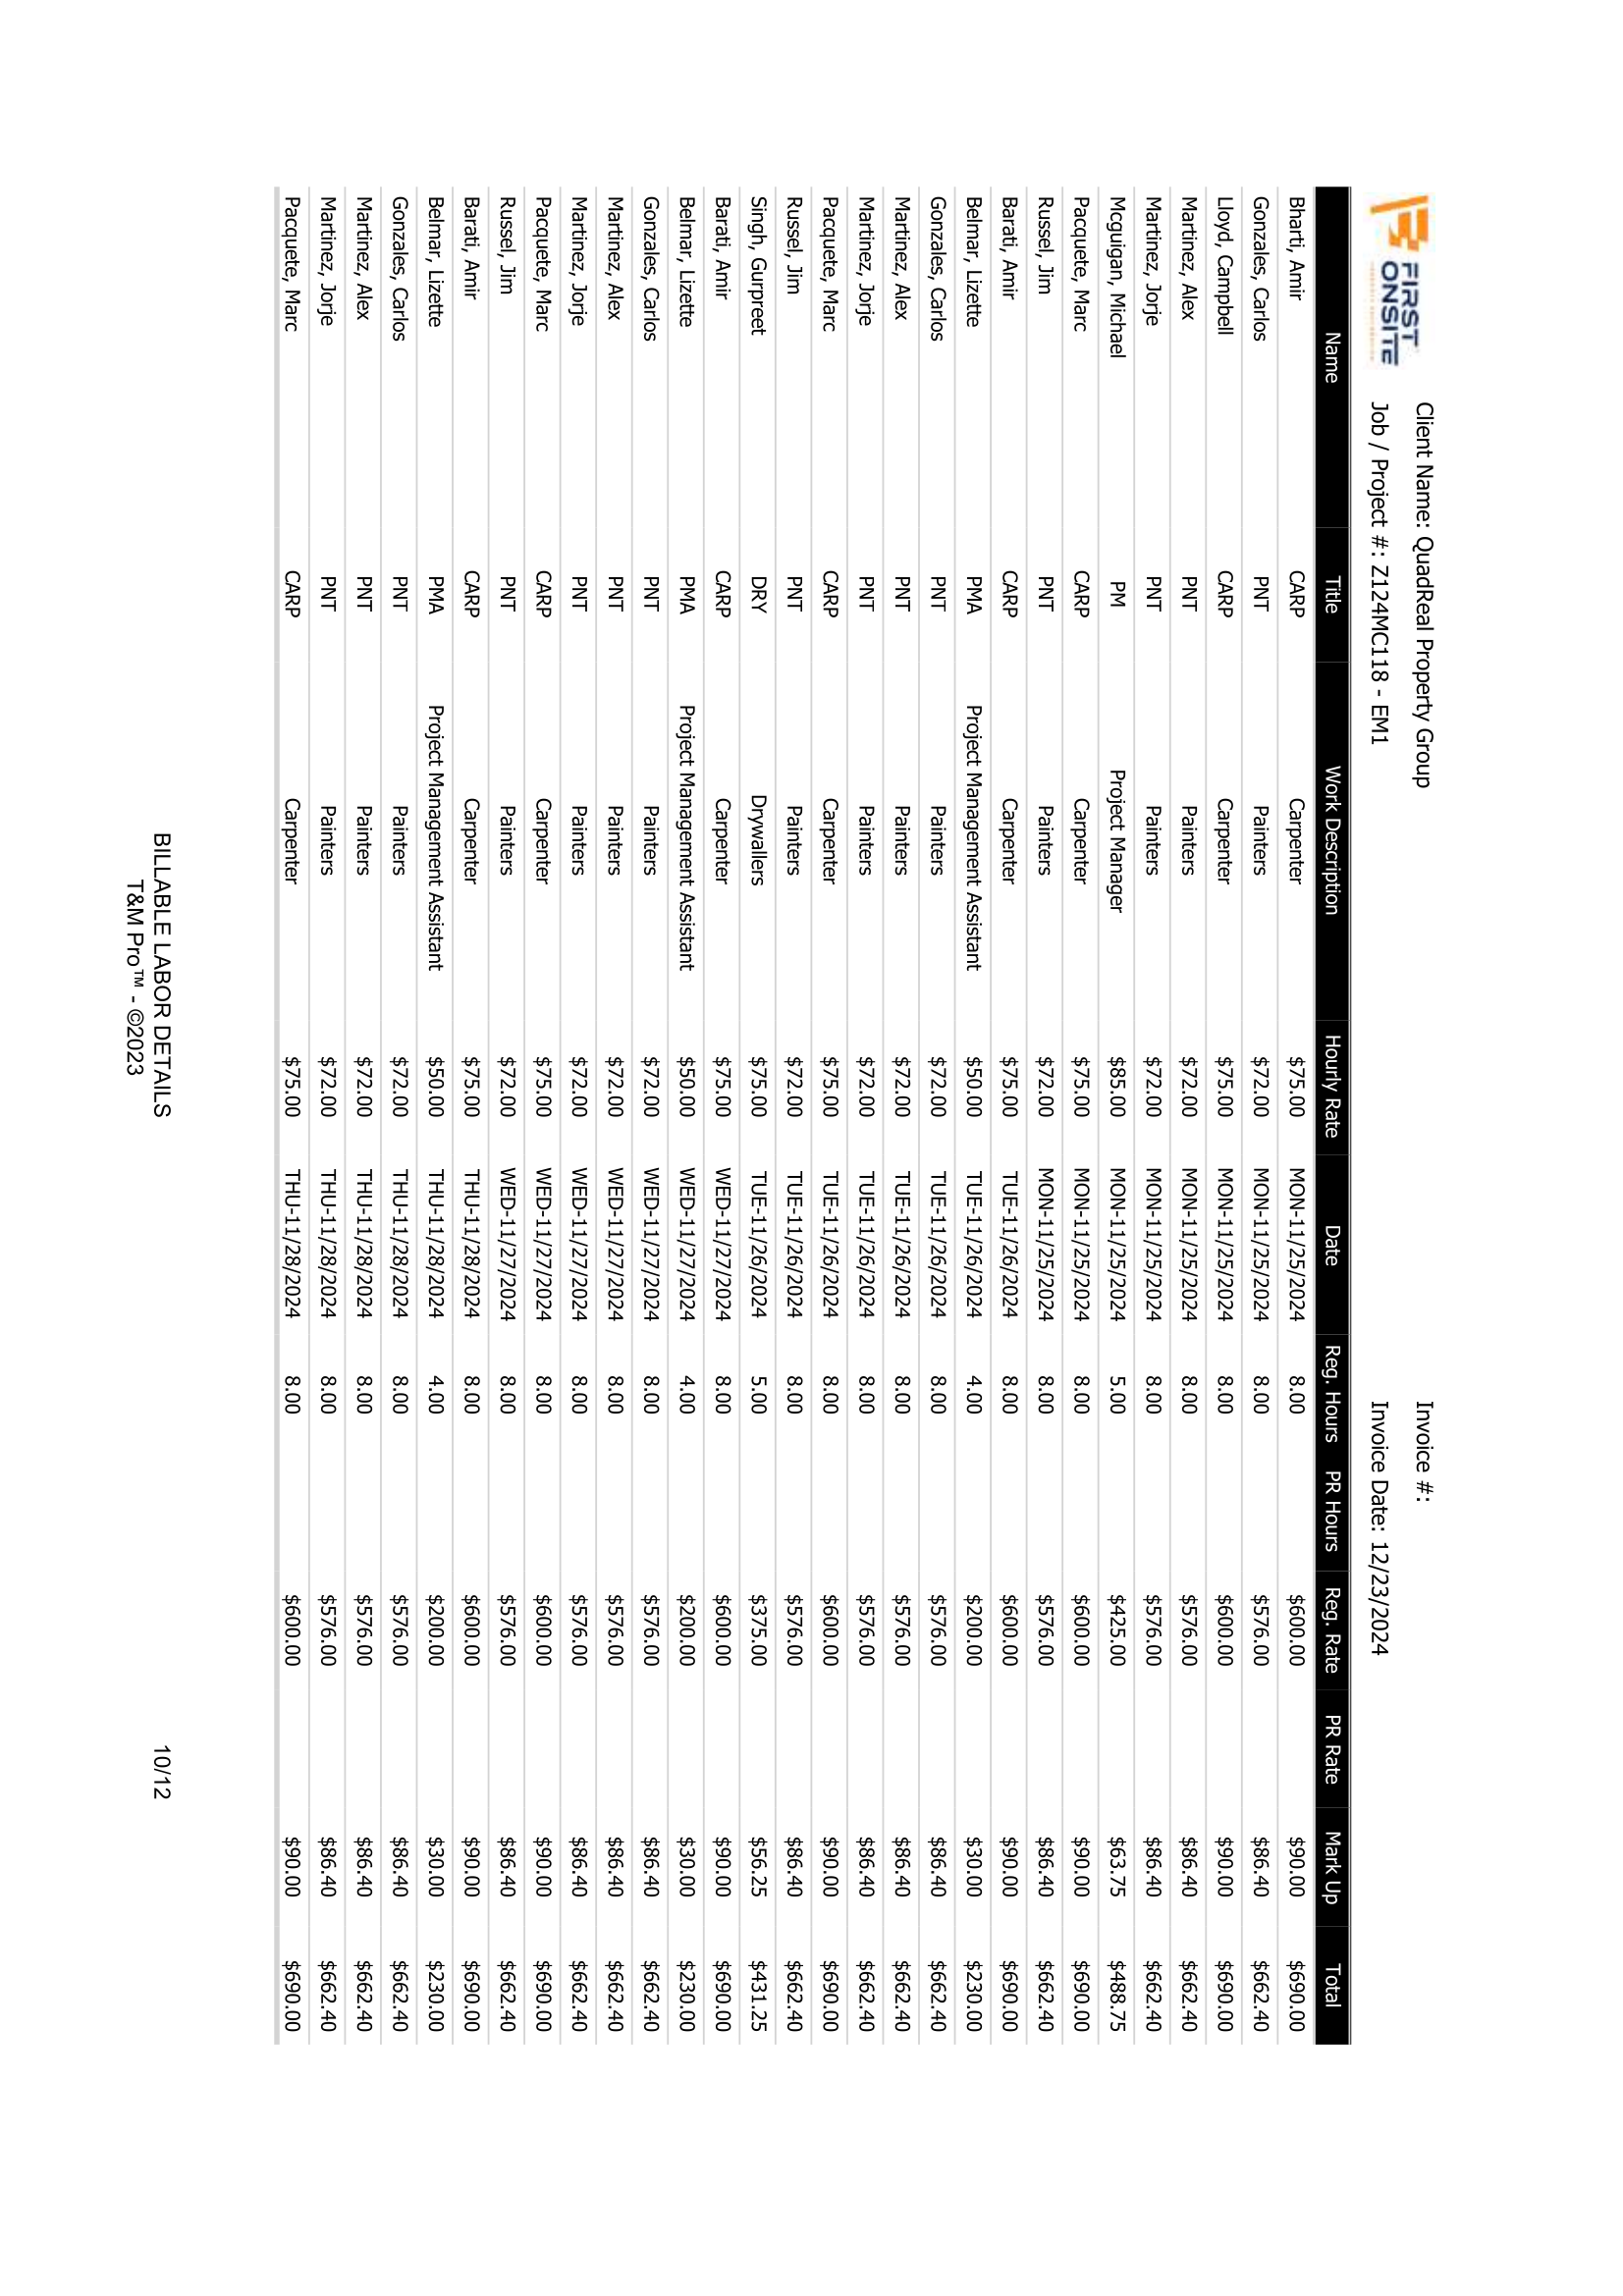 FIRST
ONSITE
Client Name: QuadReal Property Group
Invoice #:
Job / Project #: Z124MC118 - EM1
Invoice Date: 12/23/2024
Name Title Work Description Hourly Rate Date Reg. Hours PR Hours Reg. Rate PR Rate Mark Up Total
Bharti, Amir CARP Carpenter $75.00 MON-11/25/2024 8.00 $600.00 $90.00 $690.00
Gonzales, Carlos PNT Painters $72.00 MON-11/25/2024 8.00 $576.00 $86.40 $662.40
Lloyd, Campbell CARP Carpenter $75.00 MON-11/25/2024 8.00 $600.00 $90.00 $690.00
Martinez, Alex PNT Painters $72.00 MON-11/25/2024 8.00 $576.00 $86.40 $662.40
Martinez, Jorje PNT Painters $72.00 MON-11/25/2024 8.00 $576.00 $86.40 $662.40
Mcguigan, Michael PM Project Manager $85.00 MON-11/25/2024 5.00 $425.00 $63.75 $488.75
Pacquete, Marc CARP Carpenter $75.00 MON-11/25/2024 8.00 $600.00 $90.00 $690.00
Russel, Jim PNT Painters $72.00 MON-11/25/2024 8.00 $576.00 $86.40 $662.40
Barati, Amir CARP Carpenter $75.00 TUE-11/26/2024 8.00 $600.00 $90.00 $690.00
Belmar, Lizette PMA Project Management Assistant $50.00 TUE-11/26/2024 4.00 $200.00 $30.00 $230.00
Gonzales, Carlos PNT Painters $72.00 TUE-11/26/2024 8.00 $576.00 $86.40 $662.40
Martinez, Alex PNT Painters $72.00 TUE-11/26/2024 8.00 $576.00 $86.40 $662.40
Martinez, Jorje PNT Painters $72.00 TUE-11/26/2024 8.00 $576.00 $86.40 $662.40
Pacquete, Marc CARP Carpenter $75.00 TUE-11/26/2024 8.00 $600.00 $90.00 $690.00
Russel, Jim PNT Painters $72.00 TUE-11/26/2024 8.00 $576.00 $86.40 $662.40
Singh, Gurpreet DRY Drywallers $75.00 TUE-11/26/2024 5.00 $375.00 $56.25 $431.25
Barati, Amir CARP Carpenter $75.00 WED-11/27/2024 8.00 $600.00 $90.00 $690.00
Belmar, Lizette PMA Project Management Assistant $50.00 WED-11/27/2024 4.00 $200.00 $30.00 $230.00
Gonzales, Carlos PNT Painters $72.00 WED-11/27/2024 8.00 $576.00 $86.40 $662.40
Martinez, Alex PNT Painters $72.00 WED-11/27/2024 8.00 $576.00 $86.40 $662.40
Martinez, Jorje PNT Painters $72.00 WED-11/27/2024 8.00 $576.00 $86.40 $662.40
Pacquete, Marc CARP Carpenter $75.00 WED-11/27/2024 8.00 $600.00 $90.00 $690.00
Russel, Jim PNT Painters $72.00 WED-11/27/2024 8.00 $576.00 $86.40 $662.40
Barati, Amir CARP Carpenter $75.00 THU-11/28/2024 8.00 $600.00 $90.00 $690.00
Belmar, Lizette PMA Project Management Assistant $50.00 THU-11/28/2024 4.00 $200.00 $30.00 $230.00
Gonzales, Carlos PNT Painters $72.00 THU-11/28/2024 8.00 $576.00 $86.40 $662.40
Martinez, Alex PNT Painters $72.00 THU-11/28/2024 8.00 $576.00 $86.40 $662.40
Martinez, Jorje PNT Painters $72.00 THU-11/28/2024 8.00 $576.00 $86.40 $662.40
Pacquete, Marc CARP Carpenter $75.00 THU-11/28/2024 8.00 $600.00 $90.00 $690.00
BILLABLE LABOR DETAILS 10/12
T&M Pro™ - ©2023